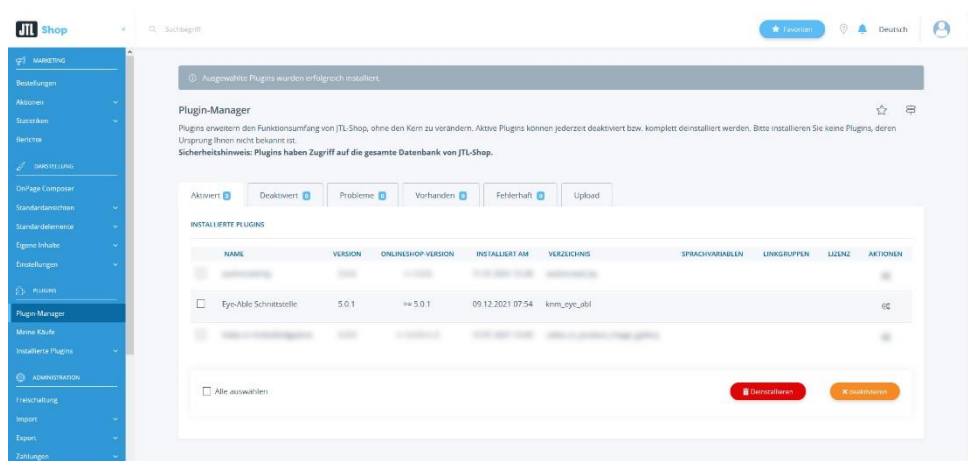 JTL Shop
Suchbegriff
Favoriten
Deutsch
MARKETING
Bestellungen
Aktionen
Statistiken
Berichte
DARSTELLUNG
OnPage Composer
Standardansichten
Standardelemente
Eigene Inhalte
Einstellungen
PLUGINS
Plugin-Manager
Meine Käufe
Installierte Plugins
ADMINISTRATION
Freischaltung
Import
Export
Zahlungen
Ausgewählte Plugins wurden erfolgreich installiert.
Plugin-Manager
Plugins erweitern den Funktionsumfang von JTL-Shop, ohne den Kern zu verändern. Aktive Plugins können jederzeit deaktiviert bzw. komplett deinstalliert werden. Bitte installieren Sie keine Plugins, deren
Ursprung Ihnen nicht bekannt ist.
Sicherheitshinweis: Plugins haben Zugriff auf die gesamte Datenbank von JTL-Shop.
Aktiviert 3 Deaktiviert 0 Probleme 0 Vorhanden 0 Fehlerhaft 0 Upload
INSTALLIERTE PLUGINS
NAME VERSION ONLINESHOP-VERSION INSTALLIERT AM VERZEICHNIS SPRACHVARIABLEN LINKGRUPPEN LIZENZ AKTIONEN
Eye-Able Schnittstelle 5.0.1 >= 5.0.1 09.12.2021 07:54 knm_eye_abl
Alle auswählen
Deinstallieren
Deaktivieren